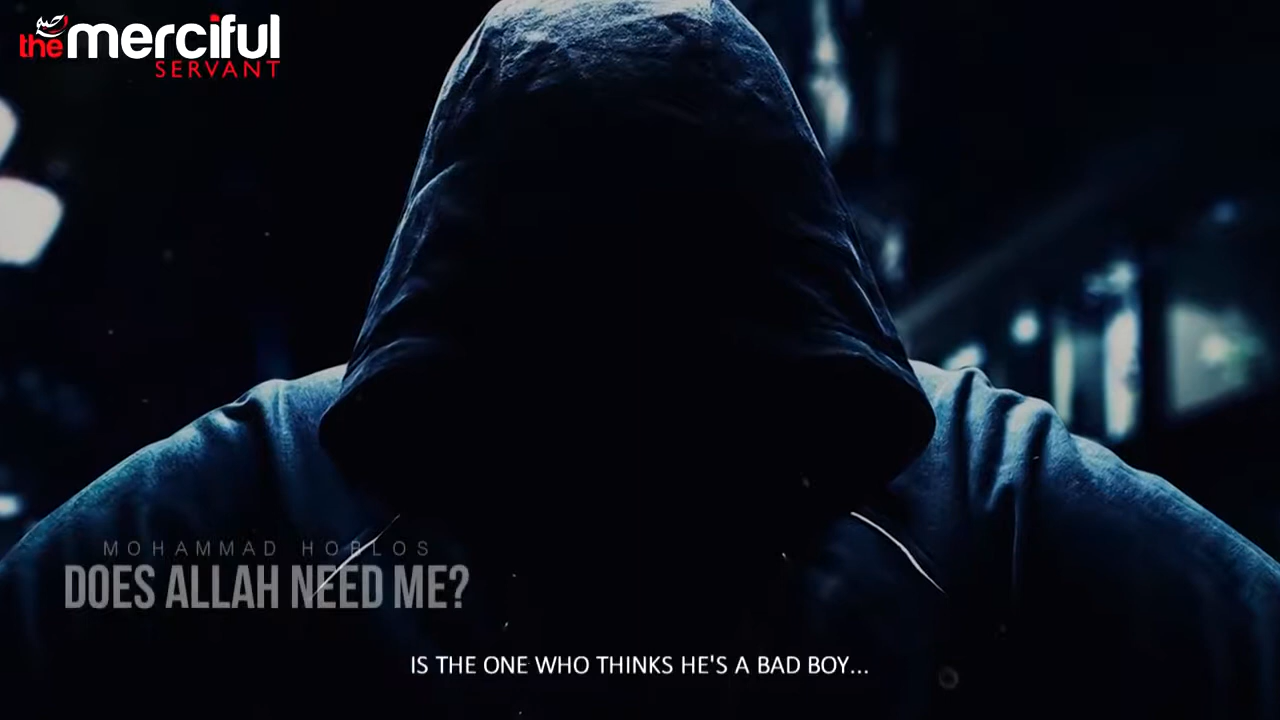 the merciful
SERVANT
MOHAMMAD HOBLOS
DOES ALLAH NEED ME?
IS THE ONE WHO THINKS HE'S A BAD BOY...